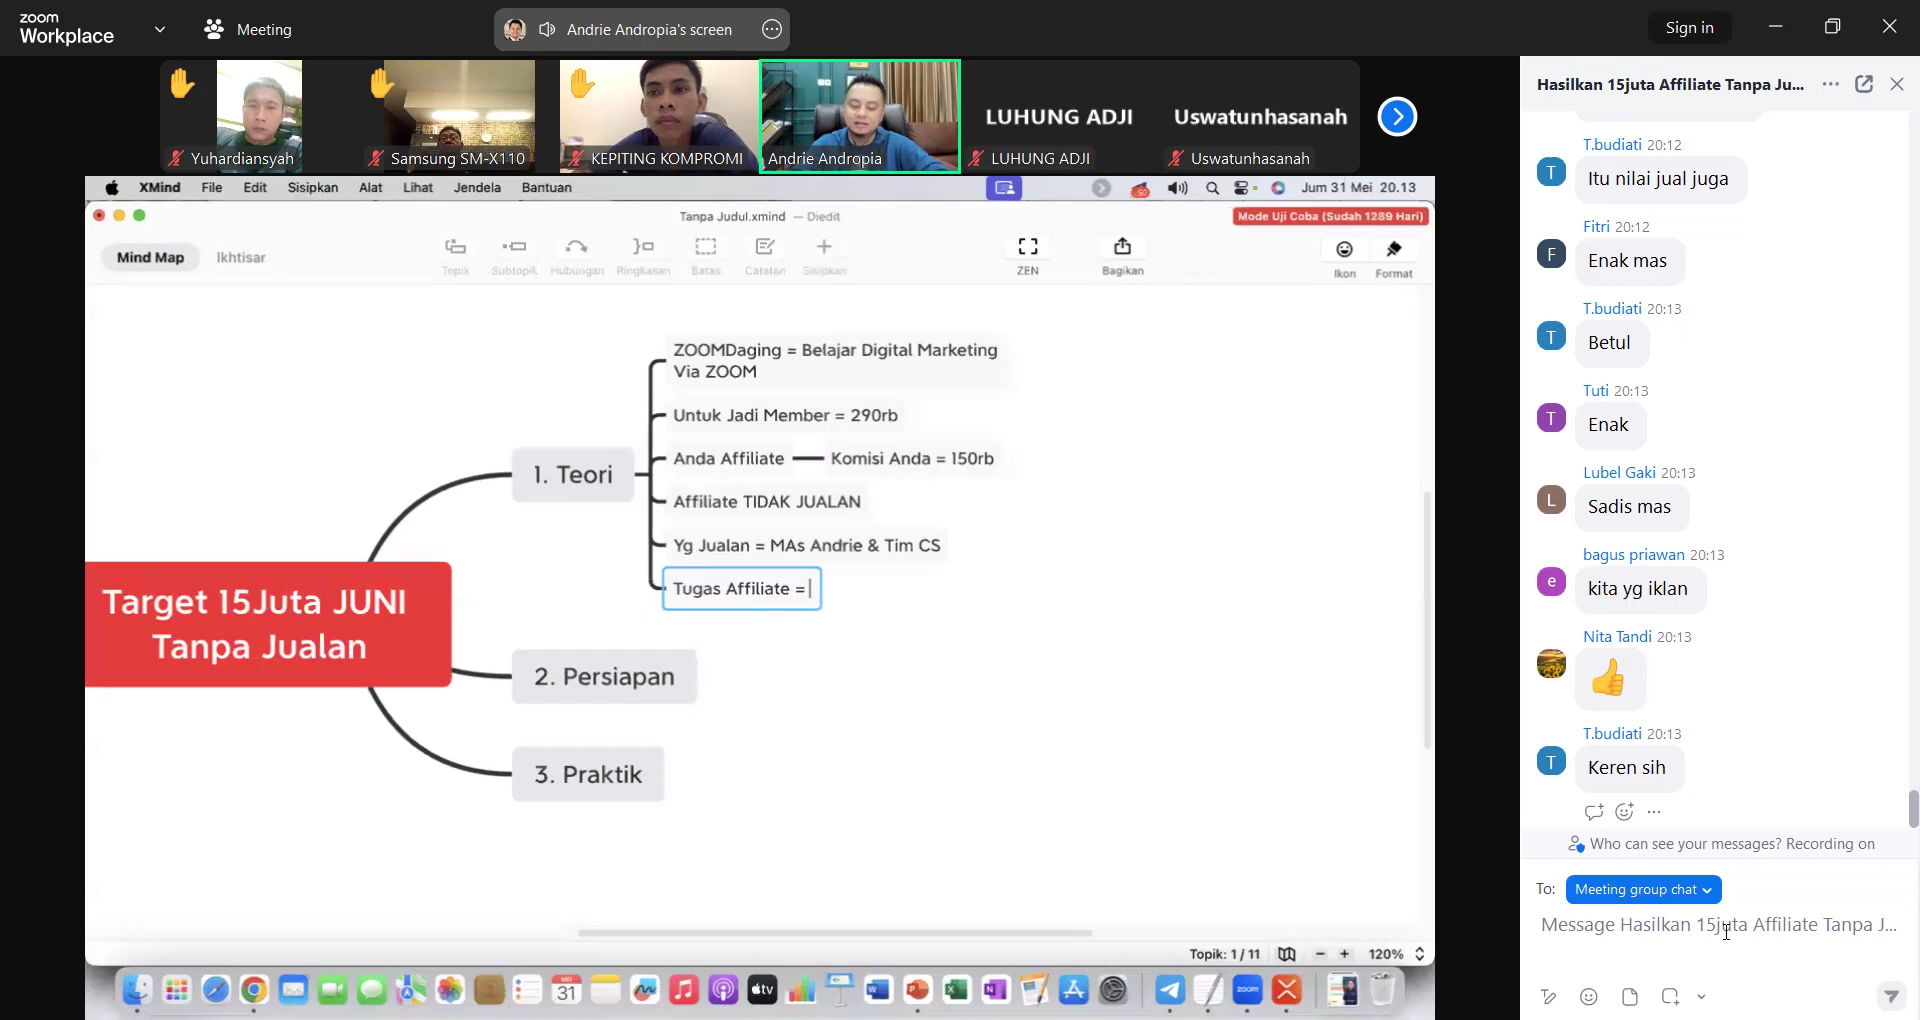 zoom
Workplace
Meeting
Andrie Andropia's screen
Sign in
Yuhardiansyah
Samsung SM-X110
KEPITING KOMPROMI
Andrie Andropia
LUHUNG ADJI
LUHUNG ADJI
Uswatunhasanah
Uswatunhasanah
XMind File Edit Sisipkan Alat Lihat Jendela Bantuan
Jum 31 Mei 20.13
Tanpa Judul.xmind — Diedit
Mode Uji Coba (Sudah 1289 Hari)
Mind Map
Ikhtisar
Topik
Subtopik
Hubungan
Ringkasan
Batas
Catatan
Sisipkan
ZEN
Bagikan
Ikon
Format
Target 15Juta JUNI
Tanpa Jualan
1. Teori
ZOOMDaging = Belajar Digital Marketing
Via ZOOM
Untuk Jadi Member = 290rb
Anda Affiliate
Komisi Anda = 150rb
Affiliate TIDAK JUALAN
Yg Jualan = MAs Andrie & Tim CS
Tugas Affiliate =
2. Persiapan
3. Praktik
Topik: 1 / 11
120%
31
tv
zoom
Hasilkan 15juta Affiliate Tanpa Ju...
T.budiati 20:12
T
Itu nilai jual juga
Fitri 20:12
F
Enak mas
T.budiati 20:13
T
Betul
Tuti 20:13
T
Enak
Lubel Gaki 20:13
L
Sadis mas
bagus priawan 20:13
e
kita yg iklan
Nita Tandi 20:13
T.budiati 20:13
T
Keren sih
Who can see your messages? Recording on
To: Meeting group chat
Message Hasilkan 15juta Affiliate Tanpa J...